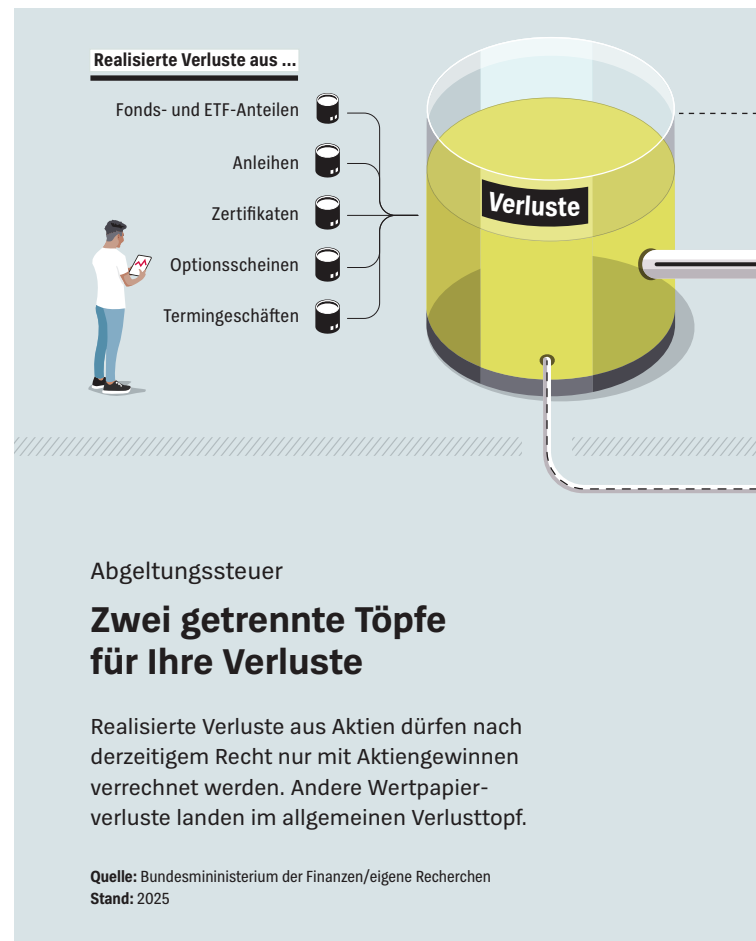 Realisierte Verluste aus ...
Fonds- und ETF-Anteilen
Anleihen
Zertifikaten
Optionsscheinen
Termingeschäften
Verluste
Abgeltungssteuer
Zwei getrennte Töpfe
für Ihre Verluste
Realisierte Verluste aus Aktien dürfen nach
derzeitigem Recht nur mit Aktiengewinnen
verrechnet werden. Andere Wertpapier-
verluste landen im allgemeinen Verlusttopf.
Quelle: Bundesmininisterium der Finanzen/eigene Recherchen
Stand: 2025